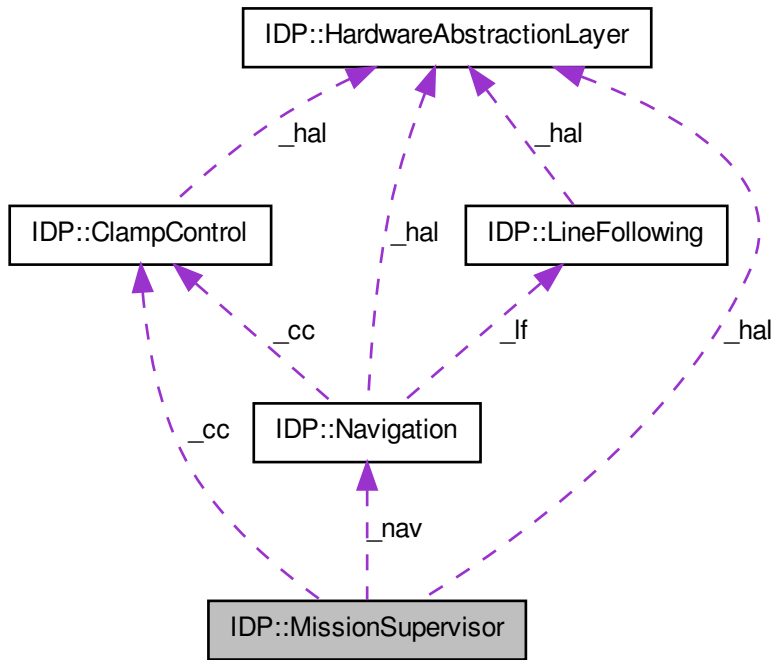 IDP::HardwareAbstractionLayer
_hal
_hal
IDP::ClampControl
_hal
IDP::LineFollowing
_cc
_lf
_hal
_cc
IDP::Navigation
_nav
IDP::MissionSupervisor